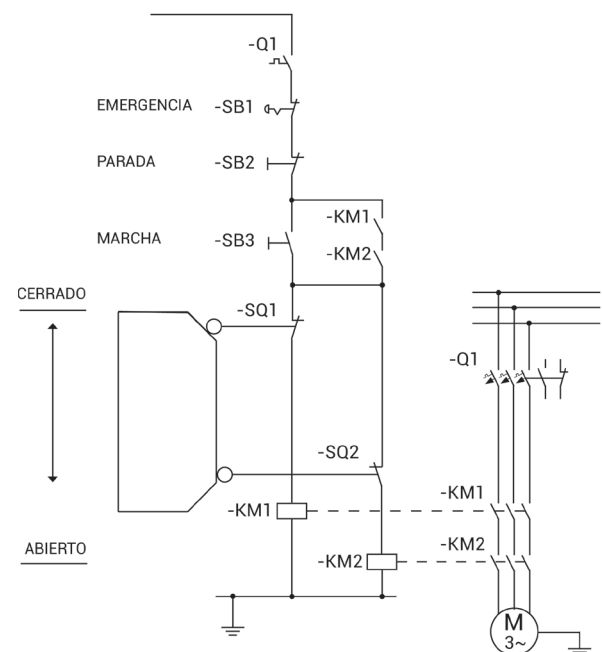 -Q1
EMERGENCIA -SB1
PARADA -SB2
-KM1
MARCHA -SB3
-KM2
CERRADO
-SQ1
-Q1
-SQ2
-KM1
-KM1
ABIERTO
-KM2
-KM2
M
3~